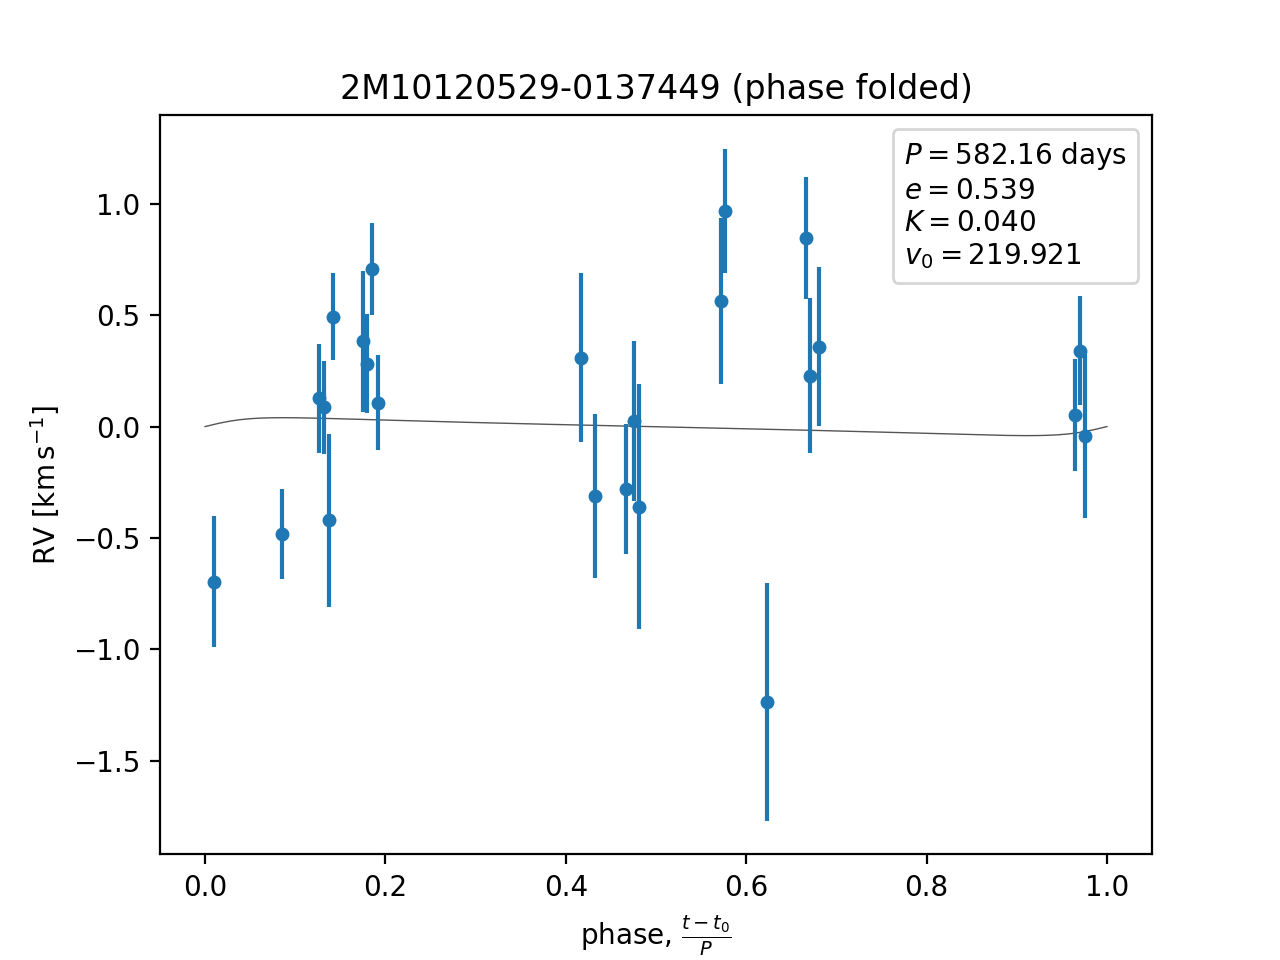 2M10120529-0137449 (phase folded)
P = 582.16 days
e = 0.539
K = 0.040
v₀ = 219.921
RV [km s⁻¹]
1.0
0.5
0.0
−0.5
−1.0
−1.5
0.0 0.2 0.4 0.6 0.8 1.0
phase, (t − t₀)/P